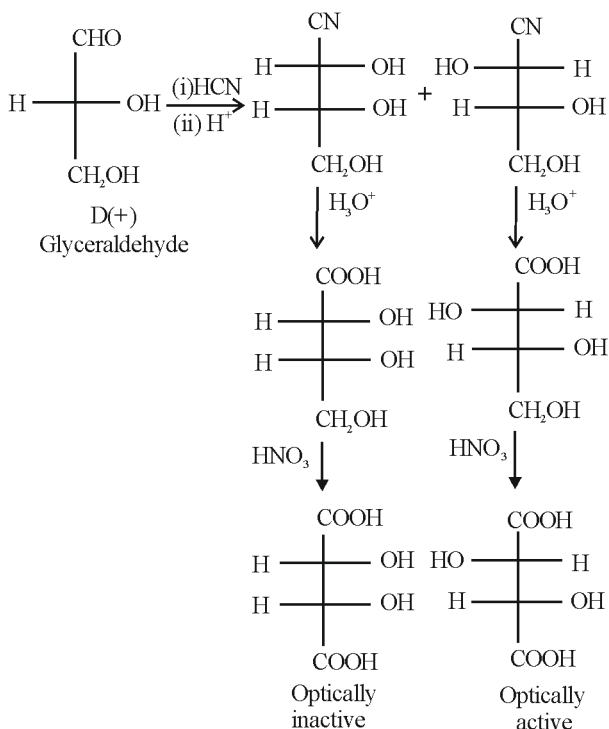 CHO
H OH
CH₂OH
D(+)
Glyceraldehyde
(i)HCN
(ii) H⁺
CN
H OH
H OH
CH₂OH
+
CN
HO H
H OH
CH₂OH
H₃O⁺
H₃O⁺
COOH
H OH
H OH
CH₂OH
COOH
HO H
H OH
CH₂OH
HNO₃
HNO₃
COOH
H OH
H OH
COOH
Optically
inactive
COOH
HO H
H OH
COOH
Optically
active